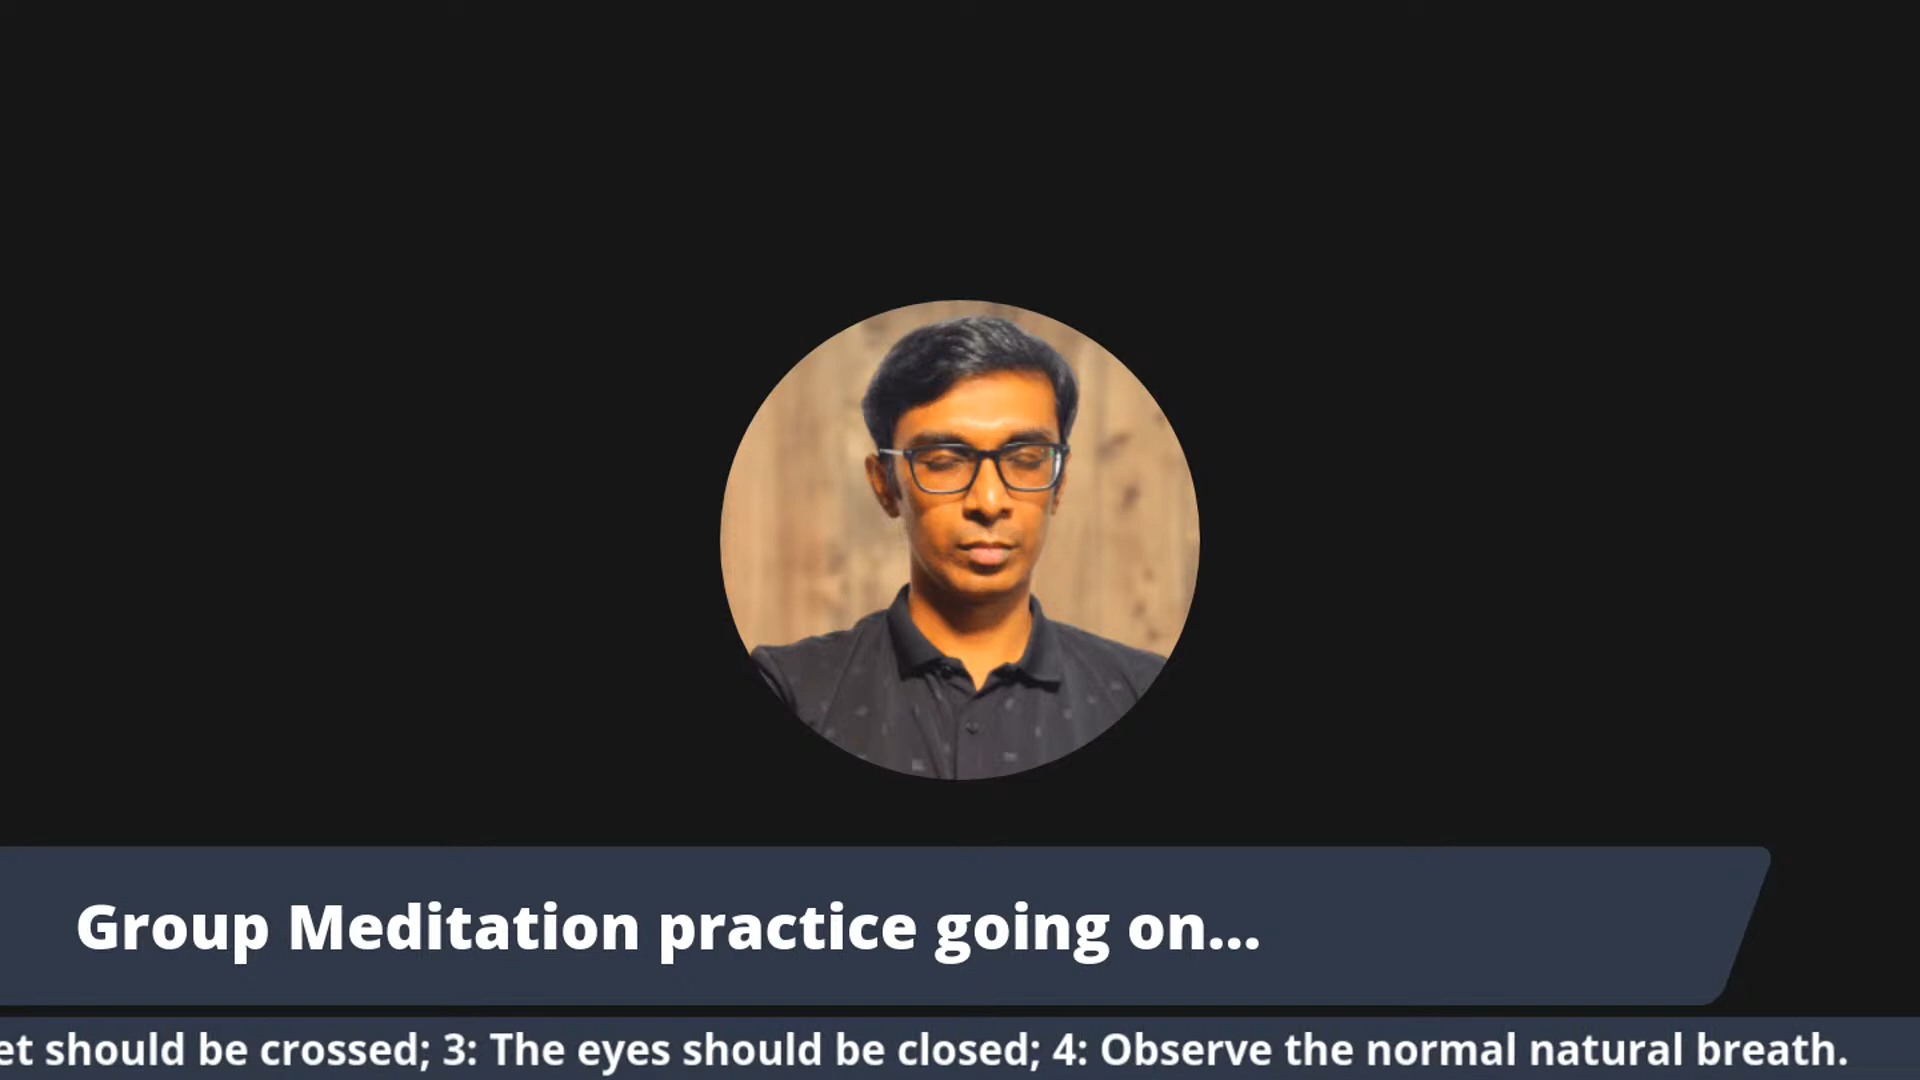 Group Meditation practice going on...
should be crossed; 3: The eyes should be closed; 4: Observe the normal natural breath.